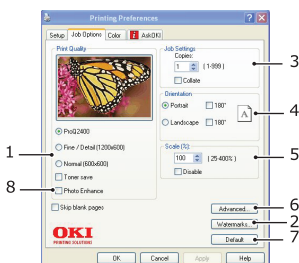 Printing Preferences
Setup Job Options Color AskOKI
Print Quality
ProQ2400
Fine / Detail (1200x600)
Normal (600x600)
Toner save
Photo Enhance
Skip blank pages
OKI
PRINTING SOLUTIONS
Job Settings
Copies:
1 (1-999)
Collate
Orientation
Portrait 180°
Landscape 180°
A
Scale (%):
100 (25-400%)
Disable
Advanced...
Watermarks...
Default
OK Cancel Apply Help
1
8
3
4
5
6
2
7